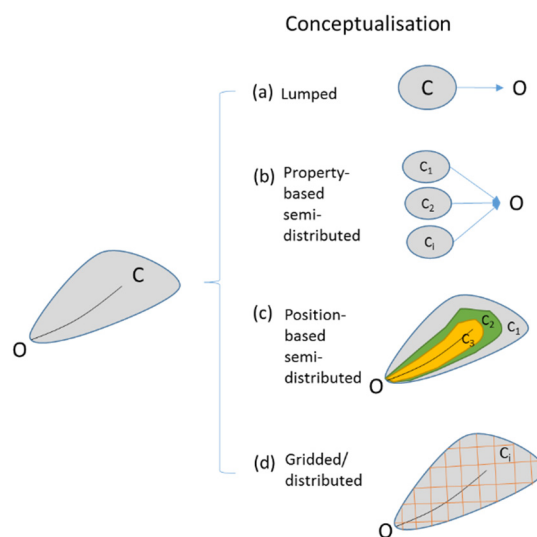 Conceptualisation
(a) Lumped
C
O
(b) Property-
based
semi-
distributed
C1
C2
Ci
O
C
O
(c) Position-
based
semi-
distributed
C2
C1
C3
O
(d) Gridded/
distributed
Ci
O